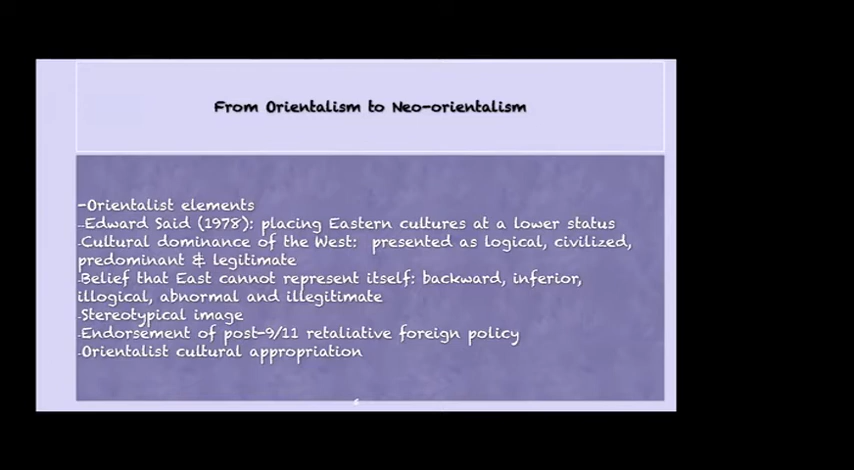 From Orientalism to Neo-orientalism
-Orientalist elements
-Edward Said (1978): placing Eastern cultures at a lower status
-Cultural dominance of the West: presented as logical, civilized,
predominant & legitimate
-Belief that East cannot represent itself: backward, inferior,
illogical, abnormal and illegitimate
-Stereotypical image
-Endorsement of post-9/11 retaliative foreign policy
-Orientalist cultural appropriation
6